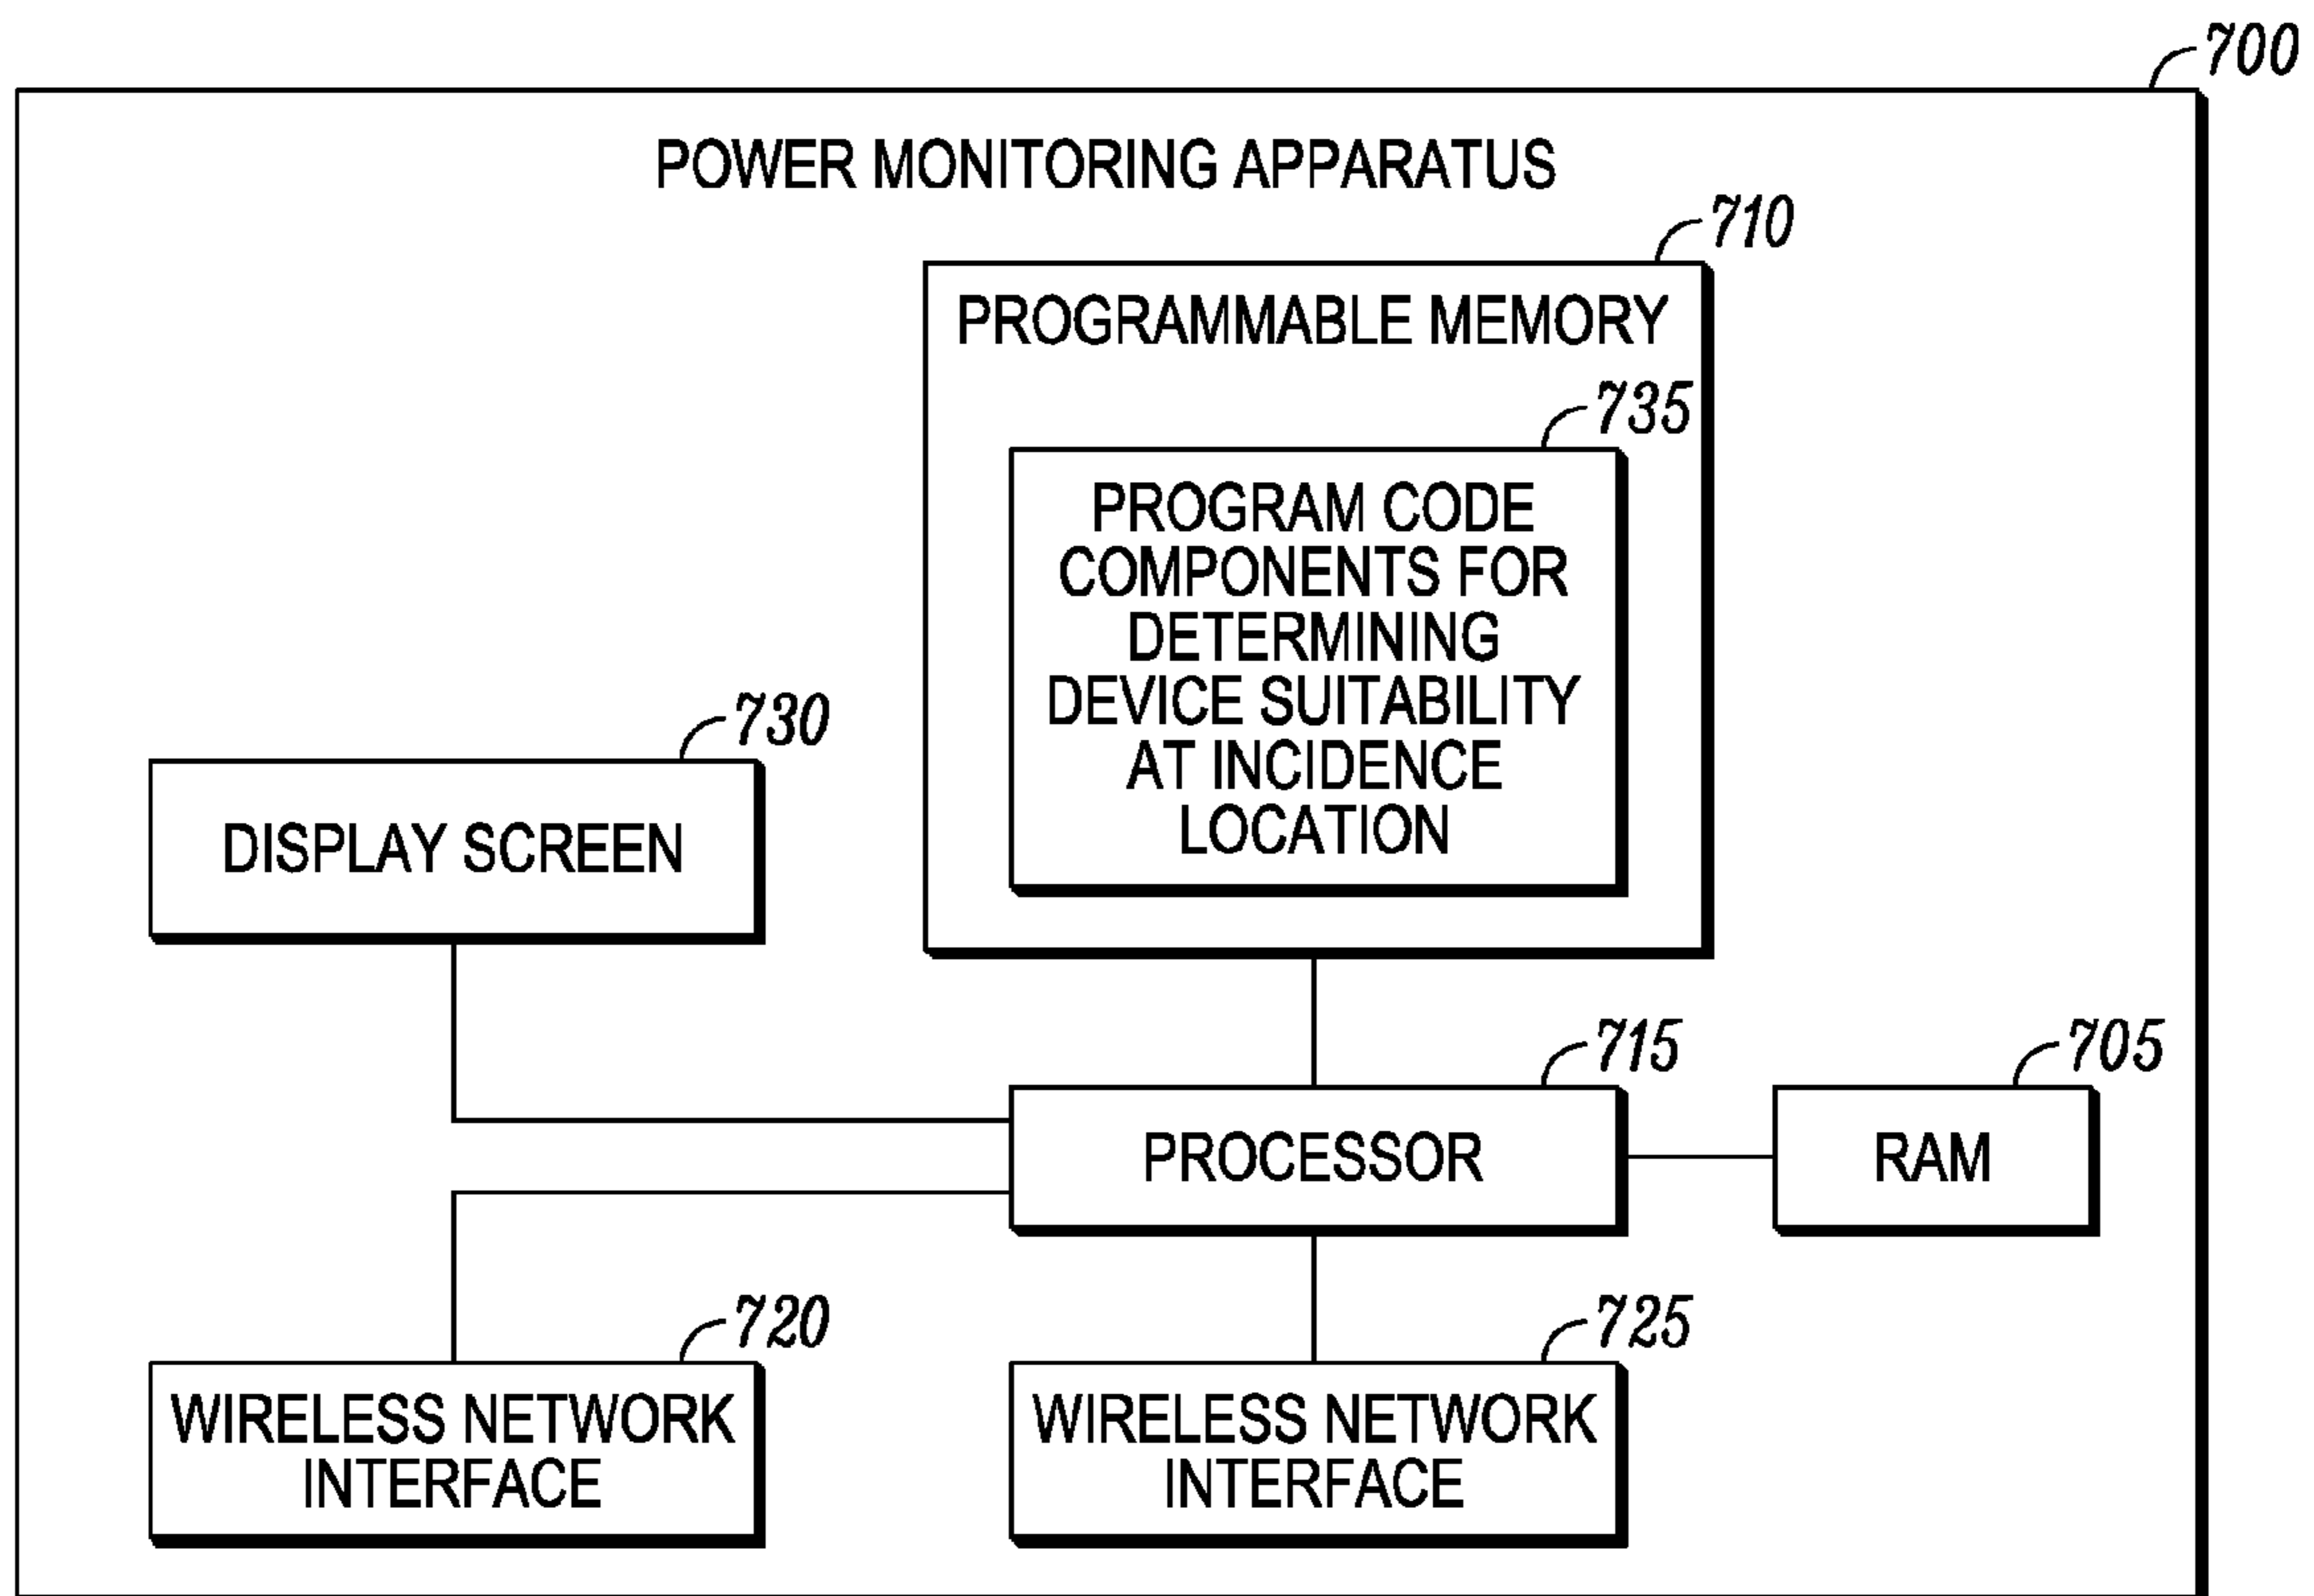 700
POWER MONITORING APPARATUS
710
PROGRAMMABLE MEMORY
735
PROGRAM CODE
COMPONENTS FOR
DETERMINING
DEVICE SUITABILITY
AT INCIDENCE
LOCATION
730
DISPLAY SCREEN
715
PROCESSOR
705
RAM
720
WIRELESS NETWORK
INTERFACE
725
WIRELESS NETWORK
INTERFACE